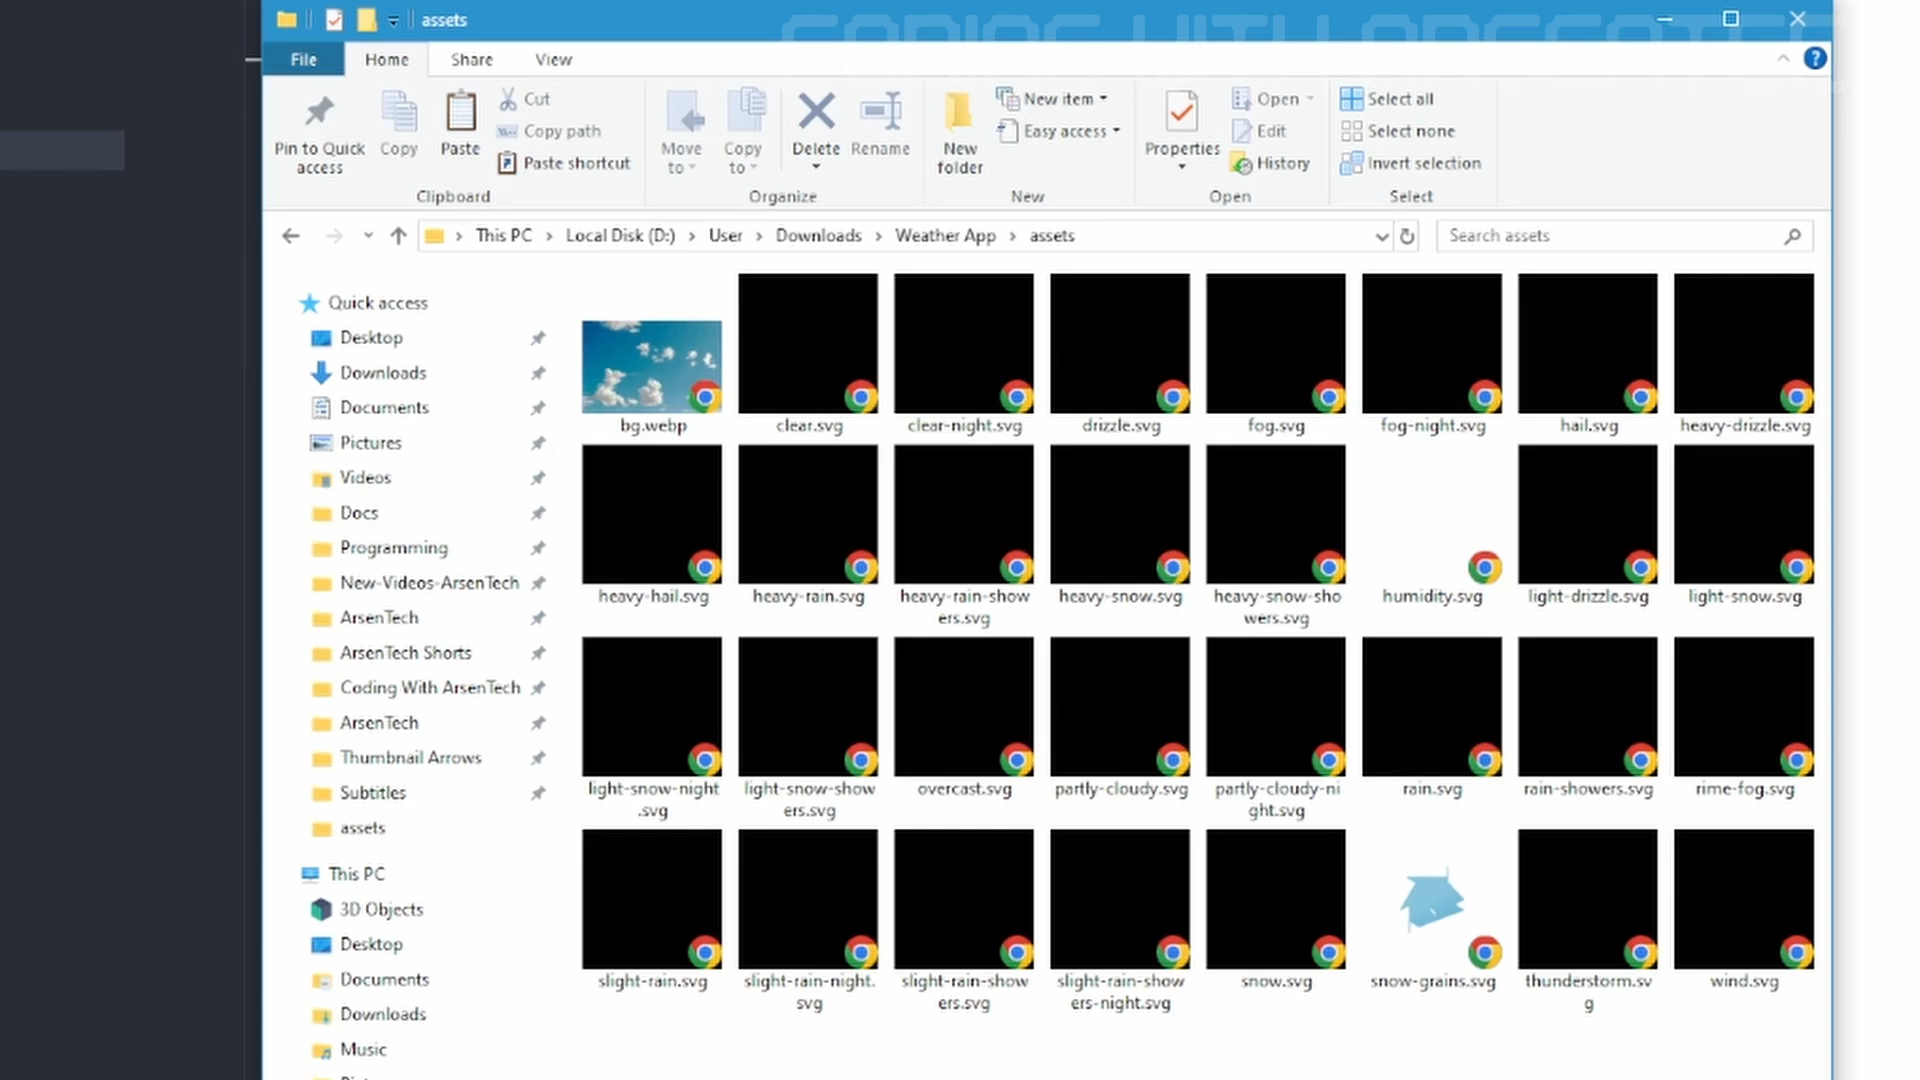 assets
CODING WITH ARSENTECH
File Home Share View
Pin to Quick access
Copy
Paste
Cut
Copy path
Paste shortcut
Clipboard
Move to
Copy to
Delete
Rename
Organize
New folder
New item
Easy access
New
Properties
Open
Edit
History
Open
Select all
Select none
Invert selection
Select
This PC > Local Disk (D:) > User > Downloads > Weather App > assets
Search assets
Quick access
Desktop
Downloads
Documents
Pictures
Videos
Docs
Programming
New-Videos-ArsenTech
ArsenTech
ArsenTech Shorts
Coding With ArsenTech
ArsenTech
Thumbnail Arrows
Subtitles
assets
This PC
3D Objects
Desktop
Documents
Downloads
Music
bg.webp
clear.svg
clear-night.svg
drizzle.svg
fog.svg
fog-night.svg
hail.svg
heavy-drizzle.svg
heavy-hail.svg
heavy-rain.svg
heavy-rain-show
ers.svg
heavy-snow.svg
heavy-snow-sho
wers.svg
humidity.svg
light-drizzle.svg
light-snow.svg
light-snow-night
.svg
light-snow-show
ers.svg
overcast.svg
partly-cloudy.svg
partly-cloudy-ni
ght.svg
rain.svg
rain-showers.svg
rime-fog.svg
slight-rain.svg
slight-rain-night.
svg
slight-rain-show
ers.svg
slight-rain-show
ers-night.svg
snow.svg
snow-grains.svg
thunderstorm.sv
g
wind.svg